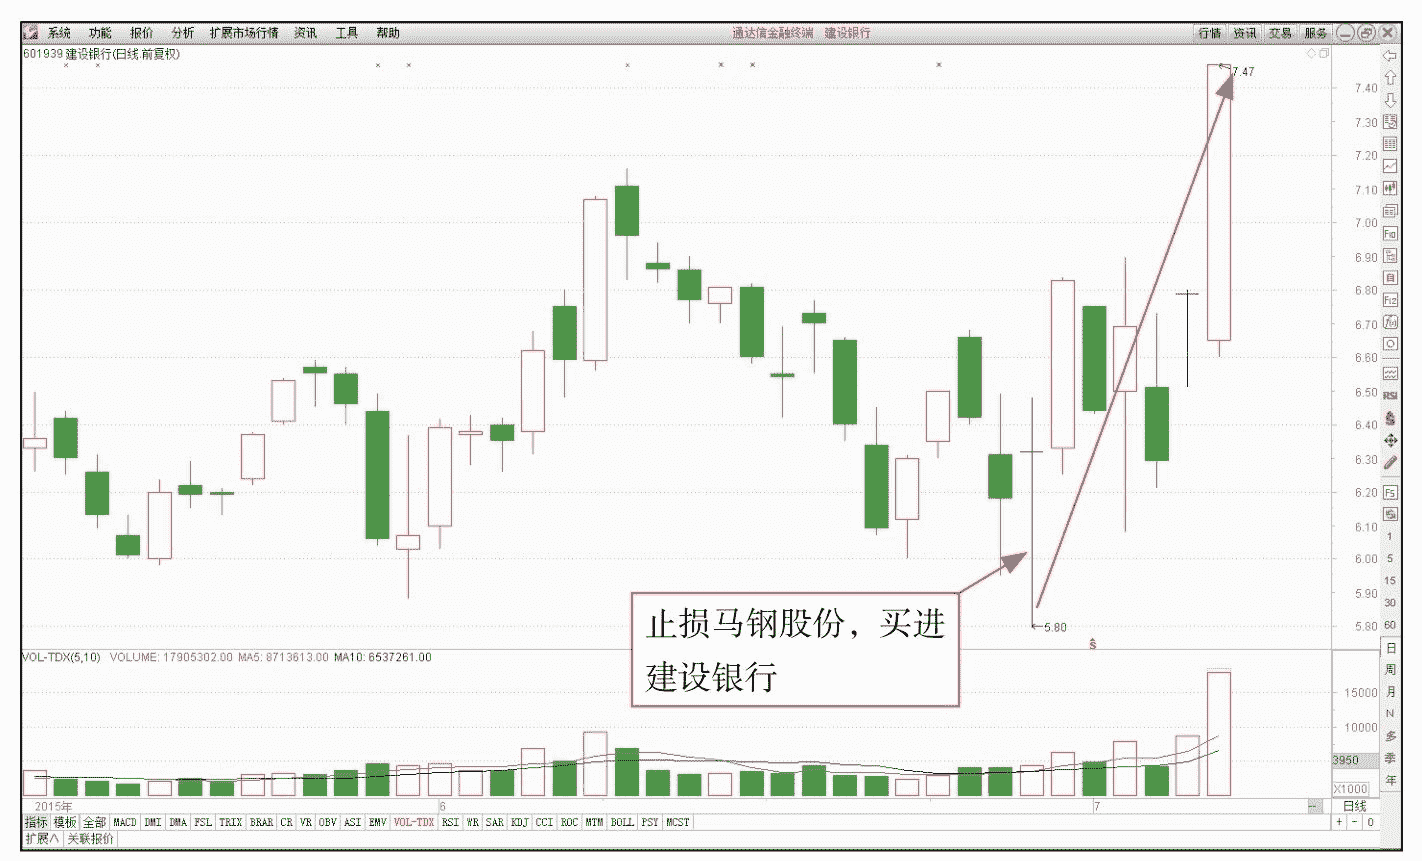 系统 功能 报价 分析 扩展市场行情 资讯 工具 帮助 通达信金融终端 建设银行 行情 资讯 交易 服务
601939 建设银行(日线.前复权)
7.47
7.40
7.30
7.20
7.10
7.00
6.90
6.80
6.70
6.60
6.50
6.40
6.30
6.20
6.10
6.00
5.90
5.80
止损马钢股份，买进
建设银行
5.80
VOL-TDX(5,10) VOLUME: 17905302.00 MA5: 8713613.00 MA10: 6537261.00
15000
10000
3950
X1000
2015年 6 7 日线
指标 模板 全部 MACD DMI DMA FSL TRIX BRAR CR VR OBV ASI EMV VOL-TDX RSI WR SAR KDJ CCI ROC MTM BOLL PSY MCST + - 0
扩展∧ 关联报价
F10
自
F12
RSI
F5
1
5
15
30
60
日
周
月
N
多
季
年